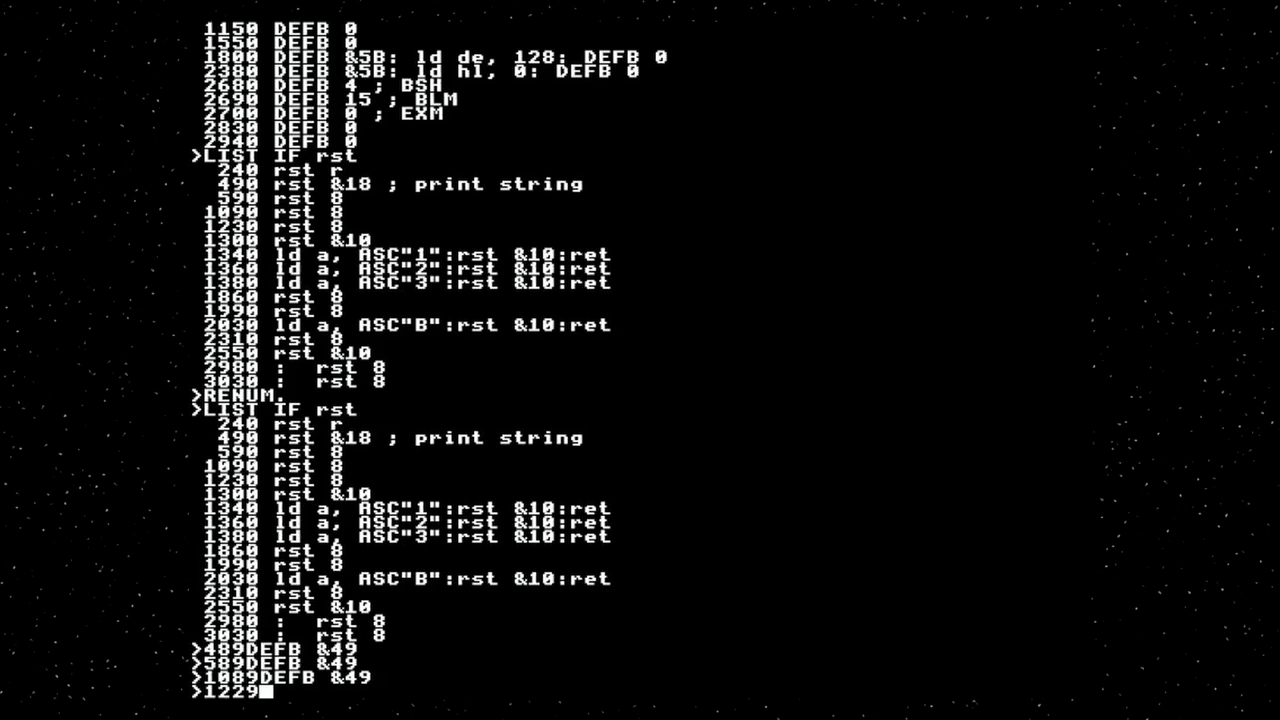 1150 DEFB 0
1550 DEFB 0
1800 DEFB &5B: ld de, 128: DEFB 0
2380 DEFB &5B: ld hl, 0: DEFB 0
2680 DEFB 4 ; BSH
2690 DEFB 15 ; BLM
2700 DEFB 0 ; EXM
2830 DEFB 0
2940 DEFB 0
>LIST IF rst
240 rst r
490 rst &18 ; print string
590 rst 8
1090 rst 8
1230 rst 8
1300 rst &10
1340 ld a, ASC"1":rst &10:ret
1360 ld a, ASC"2":rst &10:ret
1380 ld a, ASC"3":rst &10:ret
1860 rst 8
1990 rst 8
2030 ld a, ASC"B":rst &10:ret
2310 rst 8
2550 rst &10
2980 :  rst 8
3030 :  rst 8
>RENUM.
>LIST IF rst
240 rst r
490 rst &18 ; print string
590 rst 8
1090 rst 8
1230 rst 8
1300 rst &10
1340 ld a, ASC"1":rst &10:ret
1360 ld a, ASC"2":rst &10:ret
1380 ld a, ASC"3":rst &10:ret
1860 rst 8
1990 rst 8
2030 ld a, ASC"B":rst &10:ret
2310 rst 8
2550 rst &10
2980 :  rst 8
3030 :  rst 8
>489DEFB &49
>589DEFB &49
>1089DEFB &49
>1229